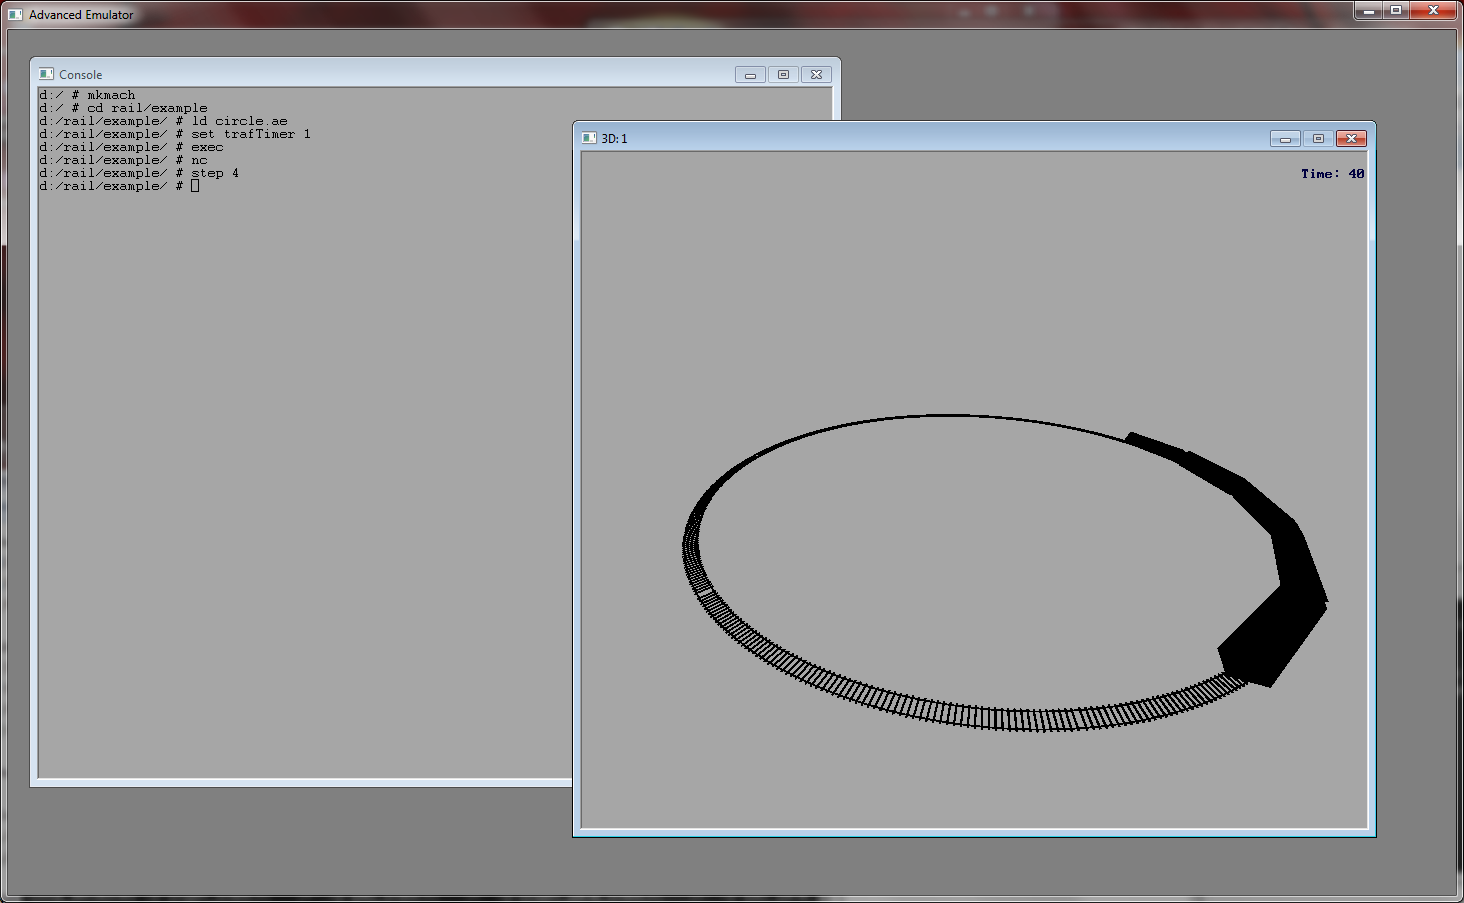 Advanced Emulator
Console
d:/ # mkmach
d:/ # cd rail/example
d:/rail/example/ # ld circle.ae
d:/rail/example/ # set trafTimer 1
d:/rail/example/ # exec
d:/rail/example/ # nc
d:/rail/example/ # step 4
d:/rail/example/ #
3D: 1
Time: 40